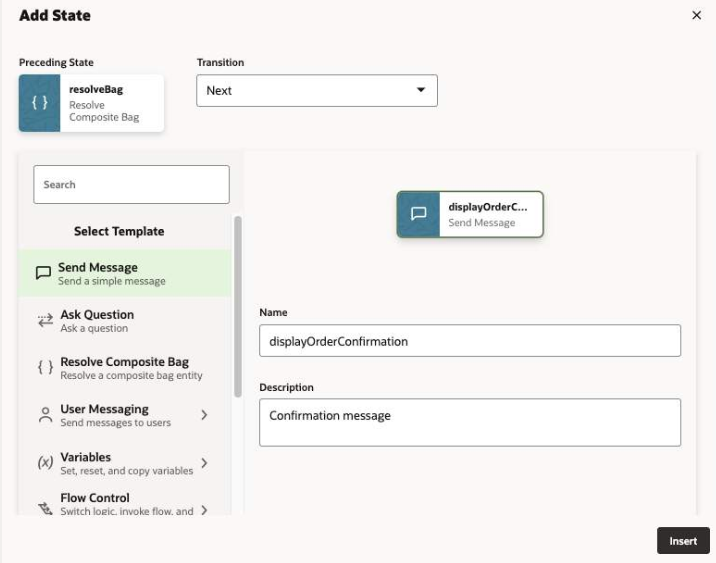 Add State
Preceding State
resolveBag
Resolve
Composite Bag
Transition
Next
Search
Select Template
Send Message
Send a simple message
Ask Question
Ask a question
Resolve Composite Bag
Resolve a composite bag entity
User Messaging
Send messages to users
Variables
Set, reset, and copy variables
Flow Control
Switch logic, invoke flow, and
displayOrderC...
Send Message
Name
displayOrderConfirmation
Description
Confirmation message
Insert